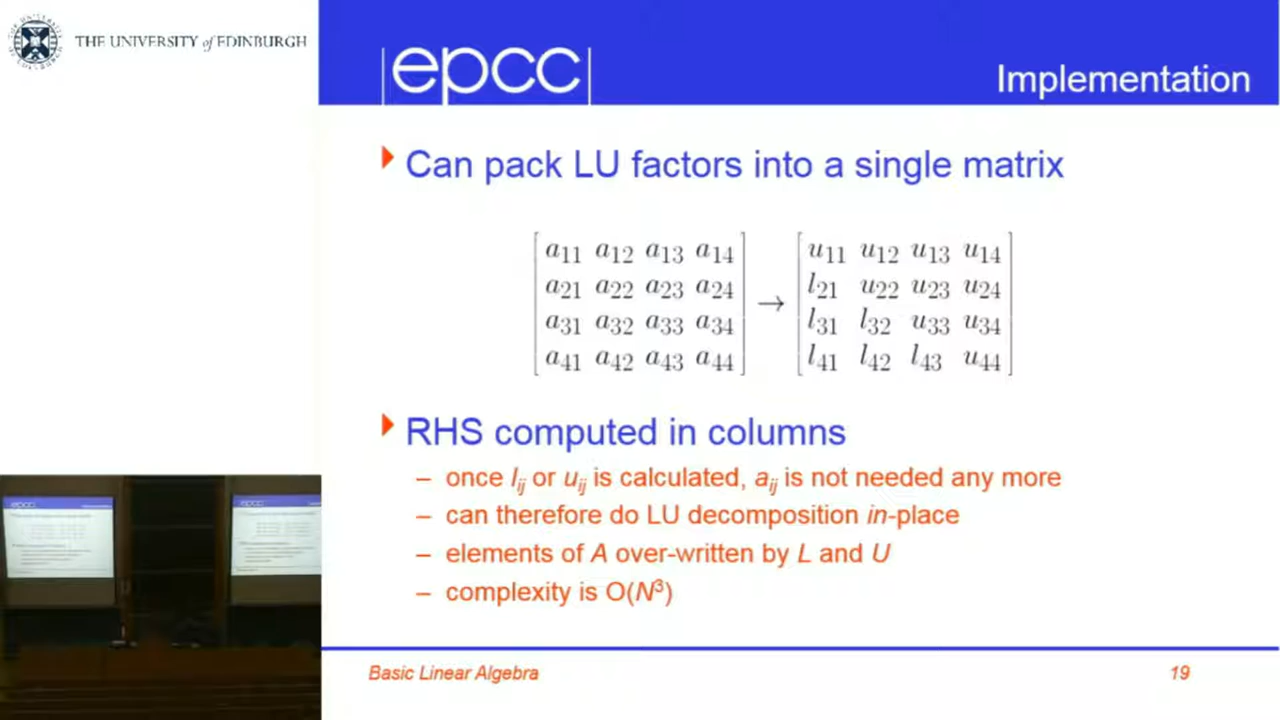 THE UNIVERSITY of EDINBURGH
epcc
Implementation
Can pack LU factors into a single matrix
a11 a12 a13 a14
a21 a22 a23 a24
a31 a32 a33 a34
a41 a42 a43 a44
→
u11 u12 u13 u14
l21 u22 u23 u24
l31 l32 u33 u34
l41 l42 l43 u44
RHS computed in columns
– once lij or uij is calculated, aij is not needed any more
– can therefore do LU decomposition in-place
– elements of A over-written by L and U
– complexity is O(N³)
epcc
epcc
Basic Linear Algebra
19